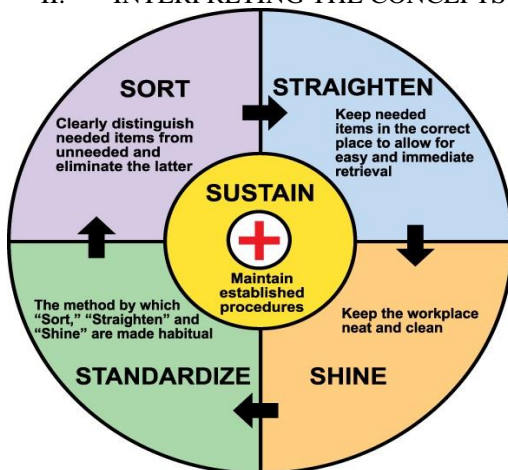 II. INTERPRETING THE CONCEPTS
SORT
Clearly distinguish
needed items from
unneeded and
eliminate the latter
STRAIGHTEN
Keep needed
items in the correct
place to allow for
easy and immediate
retrieval
SUSTAIN
Maintain
established
procedures
The method by which
“Sort,” “Straighten” and
“Shine” are made habitual
STANDARDIZE
Keep the workplace
neat and clean
SHINE